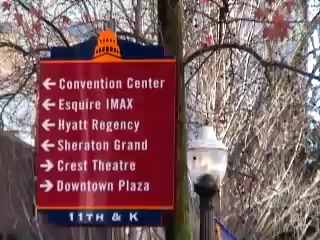 ← Convention Center
← Esquire IMAX
← Hyatt Regency
← Sheraton Grand
→ Crest Theatre
→ Downtown Plaza
11TH & K